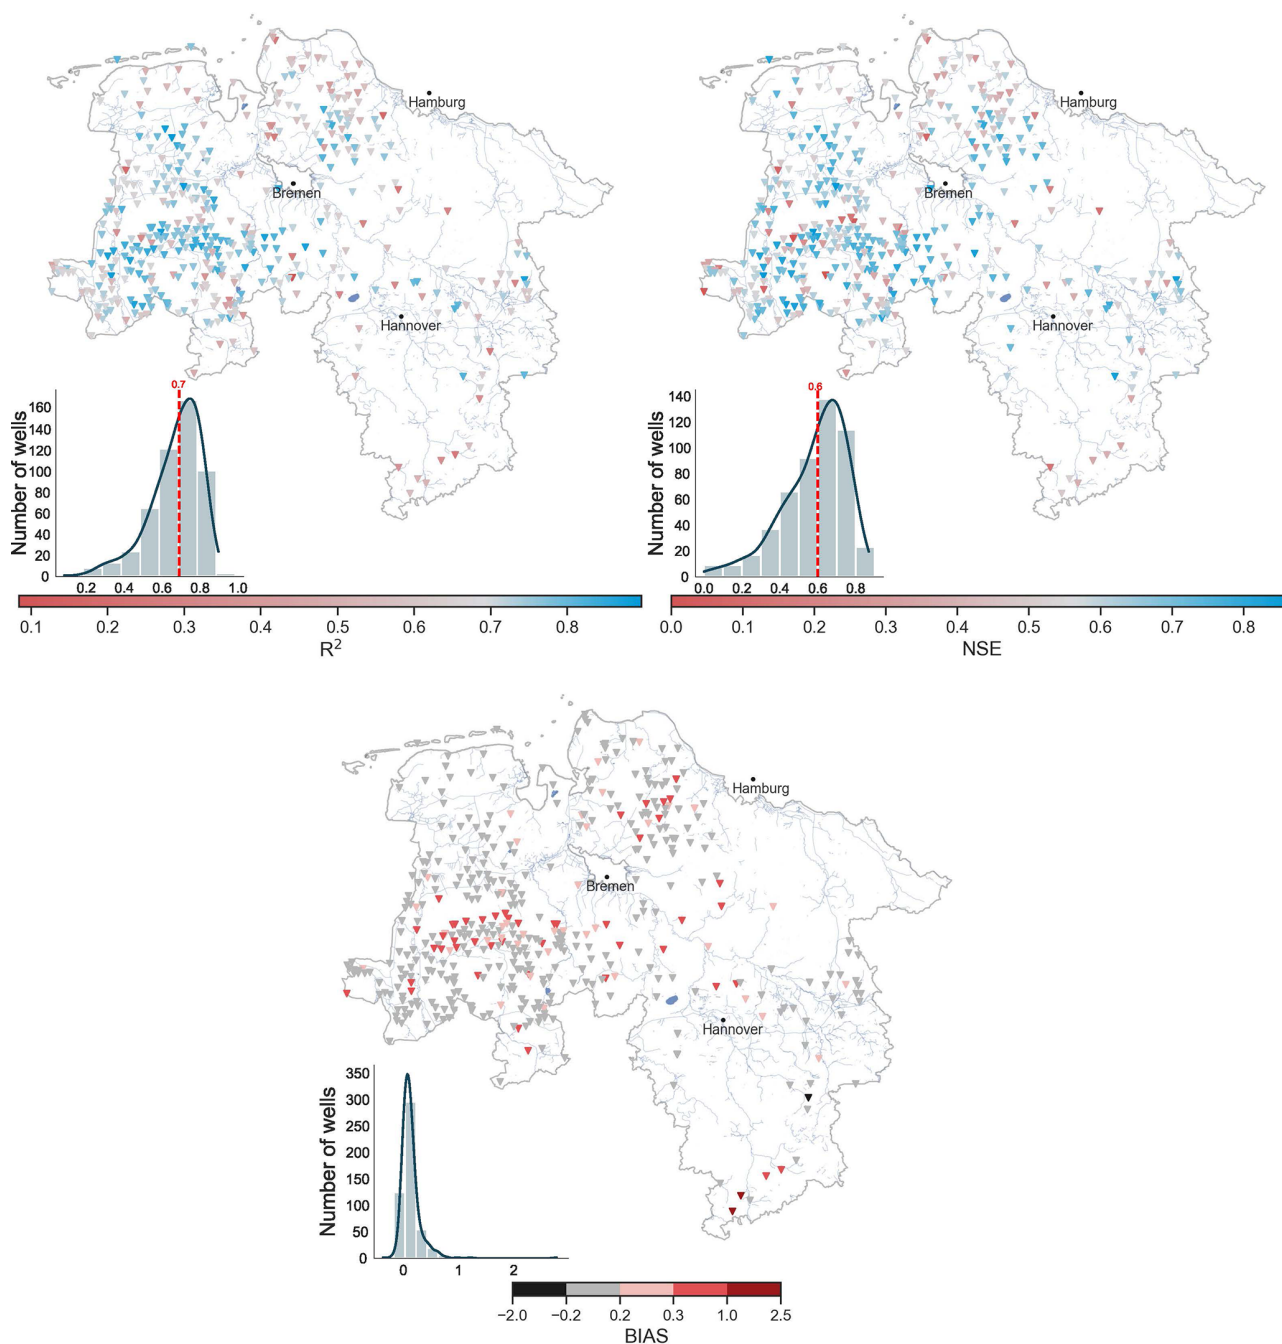 Hamburg
Bremen
Hannover
Number of wells
160
140
120
100
80
60
40
20
0
0.7
0.2 0.4 0.6 0.8 1.0
0.1 0.2 0.3 0.4 0.5 0.6 0.7 0.8
R²
Hamburg
Bremen
Hannover
Number of wells
140
120
100
80
60
40
20
0
0.6
0.0 0.2 0.4 0.6 0.8
0.0 0.1 0.2 0.3 0.4 0.5 0.6 0.7 0.8
NSE
Hamburg
Bremen
Hannover
Number of wells
350
300
250
200
150
100
50
0
0 1 2
−2.0 −0.2 0.2 0.3 1.0 2.5
BIAS